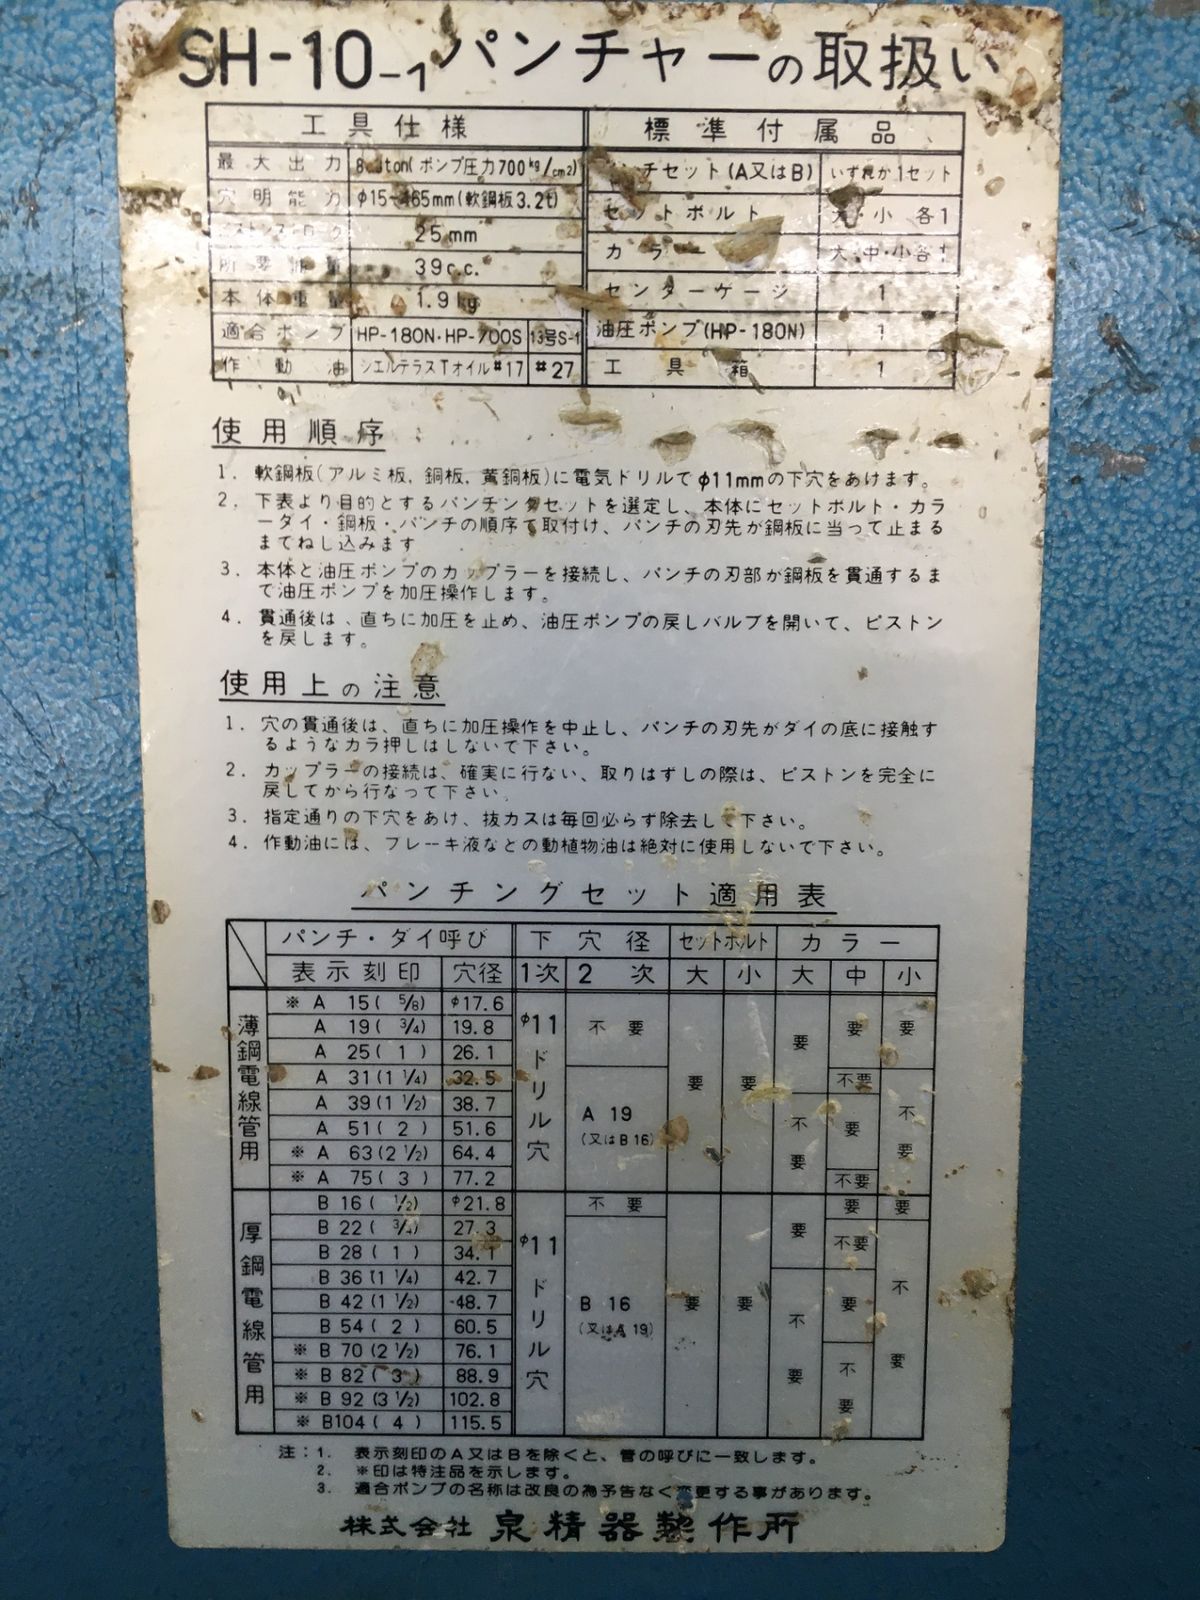 SH-10-1 パンチャーの取扱い
工具仕様 標準付属品
最大出力 ton(ポンプ圧力700kg/cm2) チセット(A又はB) いずれか1セット
穴明能力 φ15~ 65mm(軟鋼板3.2t) セットボルト 大・小 各1
25mm カラー 大・中・小各1
所要油量 39c.c. センターゲージ 1
本体重量 1.9kg 油圧ポンプ(HP-180N) 1
適合ポンプ HP-180N・HP-700S 13号S-1 工具箱 1
作動油 シエルテラスTオイル#17 #27
使用順序
1. 軟鋼板(アルミ板, 銅板, 黄銅板)に電気ドリルでφ11mmの下穴をあけます。
2. 下表より目的とするパンチングセットを選定し、本体にセットボルト・カラ
ーダイ・鋼板・パンチの順序で取付け、パンチの刃先が鋼板に当って止まる
までねじ込みます
3. 本体と油圧ポンプのカップラーを接続し、パンチの刃部が鋼板を貫通するま
で油圧ポンプを加圧操作します。
4. 貫通後は、直ちに加圧を止め、油圧ポンプの戻しバルブを開いて、ピストン
を戻します。
使用上の注意
1. 穴の貫通後は、直ちに加圧操作を中止し、パンチの刃先がダイの底に接触す
るようなカラ押しはしないで下さい。
2. カップラーの接続は、確実に行ない、取りはずしの際は、ピストンを完全に
戻してから行なって下さい。
3. 指定通りの下穴をあけ、抜カスは毎回必らず除去して下さい。
4. 作動油には、ブレーキ液などの動植物油は絶対に使用しないで下さい。
パンチングセット適用表
パンチ・ダイ呼び 下穴径 セットボルト カラー
表示刻印 穴径 1次 2次 大 小 大 中 小
薄鋼電線管用
※ A 15( 5/8) φ17.6
A 19( 3/4) 19.8
A 25( 1 ) 26.1
A 31(1 1/4) 32.5
A 39(1 1/2) 38.7
A 51( 2 ) 51.6
※ A 63(2 1/2) 64.4
※ A 75( 3 ) 77.2
φ11ドリル穴
不要
A 19
(又はB16)
要 要
要 不要
要 不要 要 不要
要 不要
厚鋼電線管用
B 16( 1/2) φ21.8
B 22( 3/4) 27.3
B 28( 1 ) 34.1
B 36(1 1/4) 42.7
B 42(1 1/2) 48.7
B 54( 2 ) 60.5
※ B 70(2 1/2) 76.1
※ B 82( 3 ) 88.9
※ B 92(3 1/2) 102.8
※ B104( 4 ) 115.5
φ11ドリル穴
不要
B 16
(又はA 19)
要 要
要 不要
要 不要 要 不要
要 不要
注:1. 表示刻印のA又はBを除くと、管の呼びに一致します。
2. ※印は特注品を示します。
3. 適合ポンプの名称は改良の為予告なく変更する事があります。
株式会社 泉精器製作所